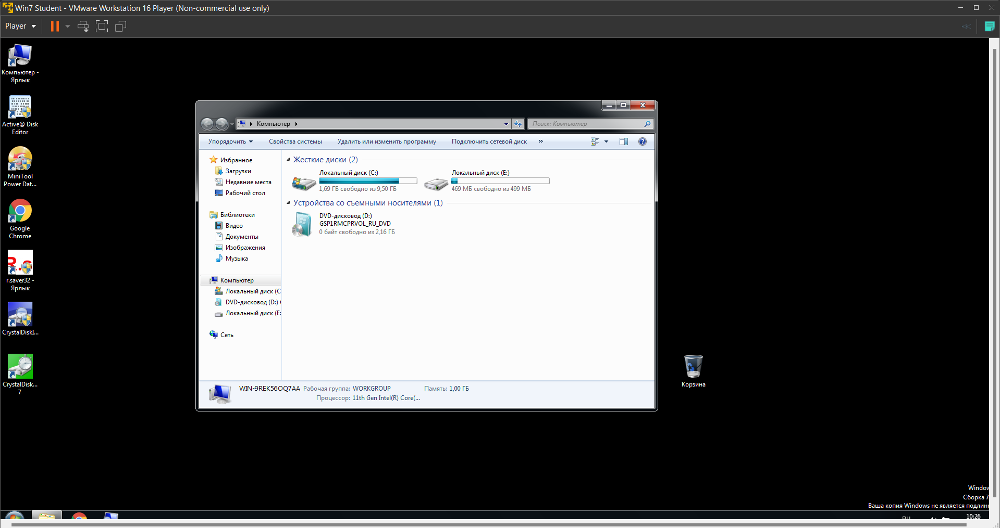 Win7 Student - VMware Workstation 16 Player (Non-commercial use only)
Player
Компьютер -
Ярлык
Active@ Disk
Editor
MiniTool
Power Dat...
Google
Chrome
R.s
r.saver32 -
Ярлык
CrystalDiskI...
CrystalDisk...
7
Компьютер
Поиск: Компьютер
Упорядочить
Свойства системы
Удалить или изменить программу
Подключить сетевой диск
»
Избранное
Загрузки
Недавние места
Рабочий стол
Библиотеки
Видео
Документы
Изображения
Музыка
Компьютер
Локальный диск (C
DVD-дисковод (D:)
Локальный диск (E:
Сеть
Жесткие диски (2)
Локальный диск (C:)
1,69 ГБ свободно из 9,50 ГБ
Локальный диск (E:)
469 МБ свободно из 499 МБ
Устройства со съемными носителями (1)
DVD-дисковод (D:)
GSP1RMCPRVOL_RU_DVD
0 байт свободно из 2,16 ГБ
WIN-9REK56OQ7AA Рабочая группа: WORKGROUP Память: 1,00 ГБ
Процессор: 11th Gen Intel(R) Core(...
Корзина
Window
Сборка 7
Ваша копия Windows не является подлин
RU
10:26